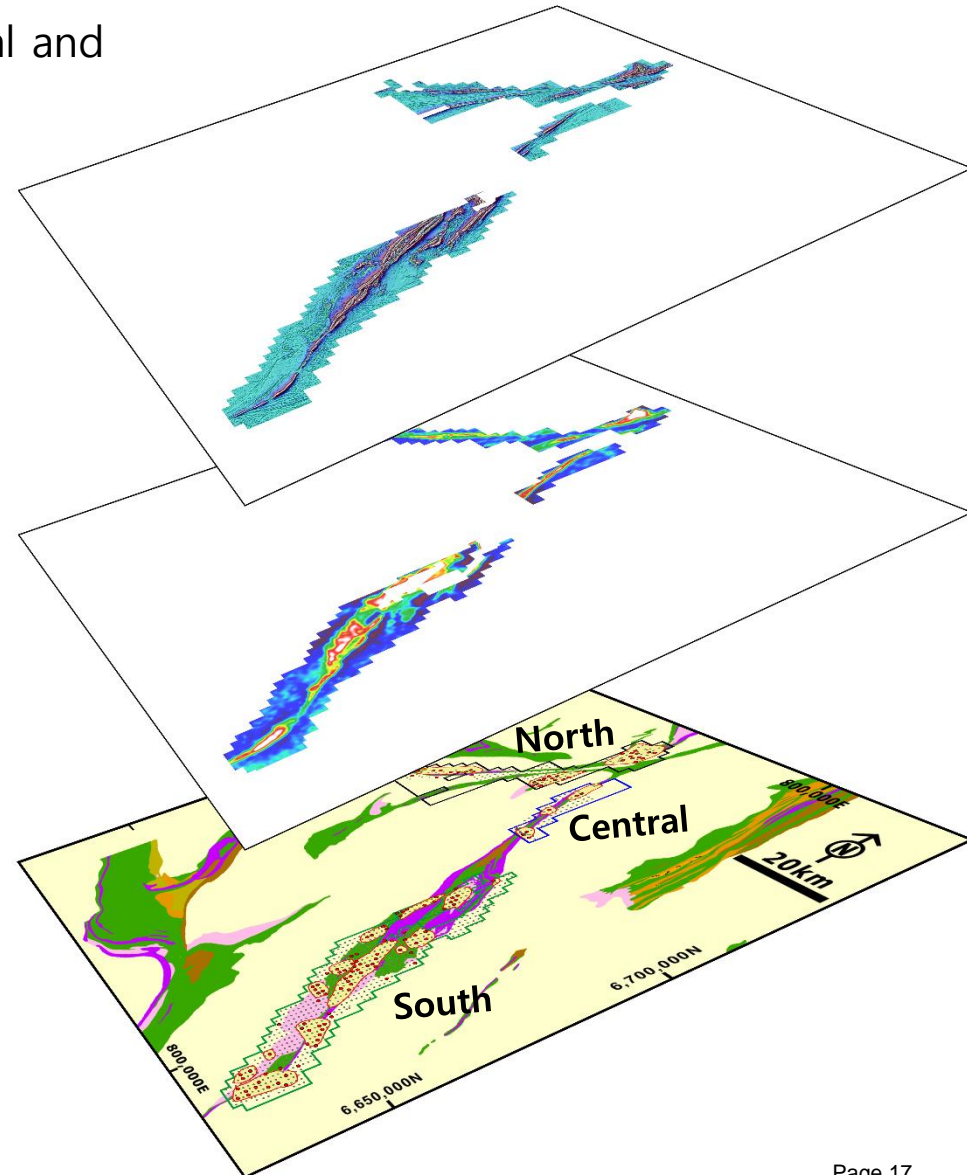 al and
North
Central
800,000E
N
20km
6,700,000N
South
800,000E
6,650,000N
Page 17